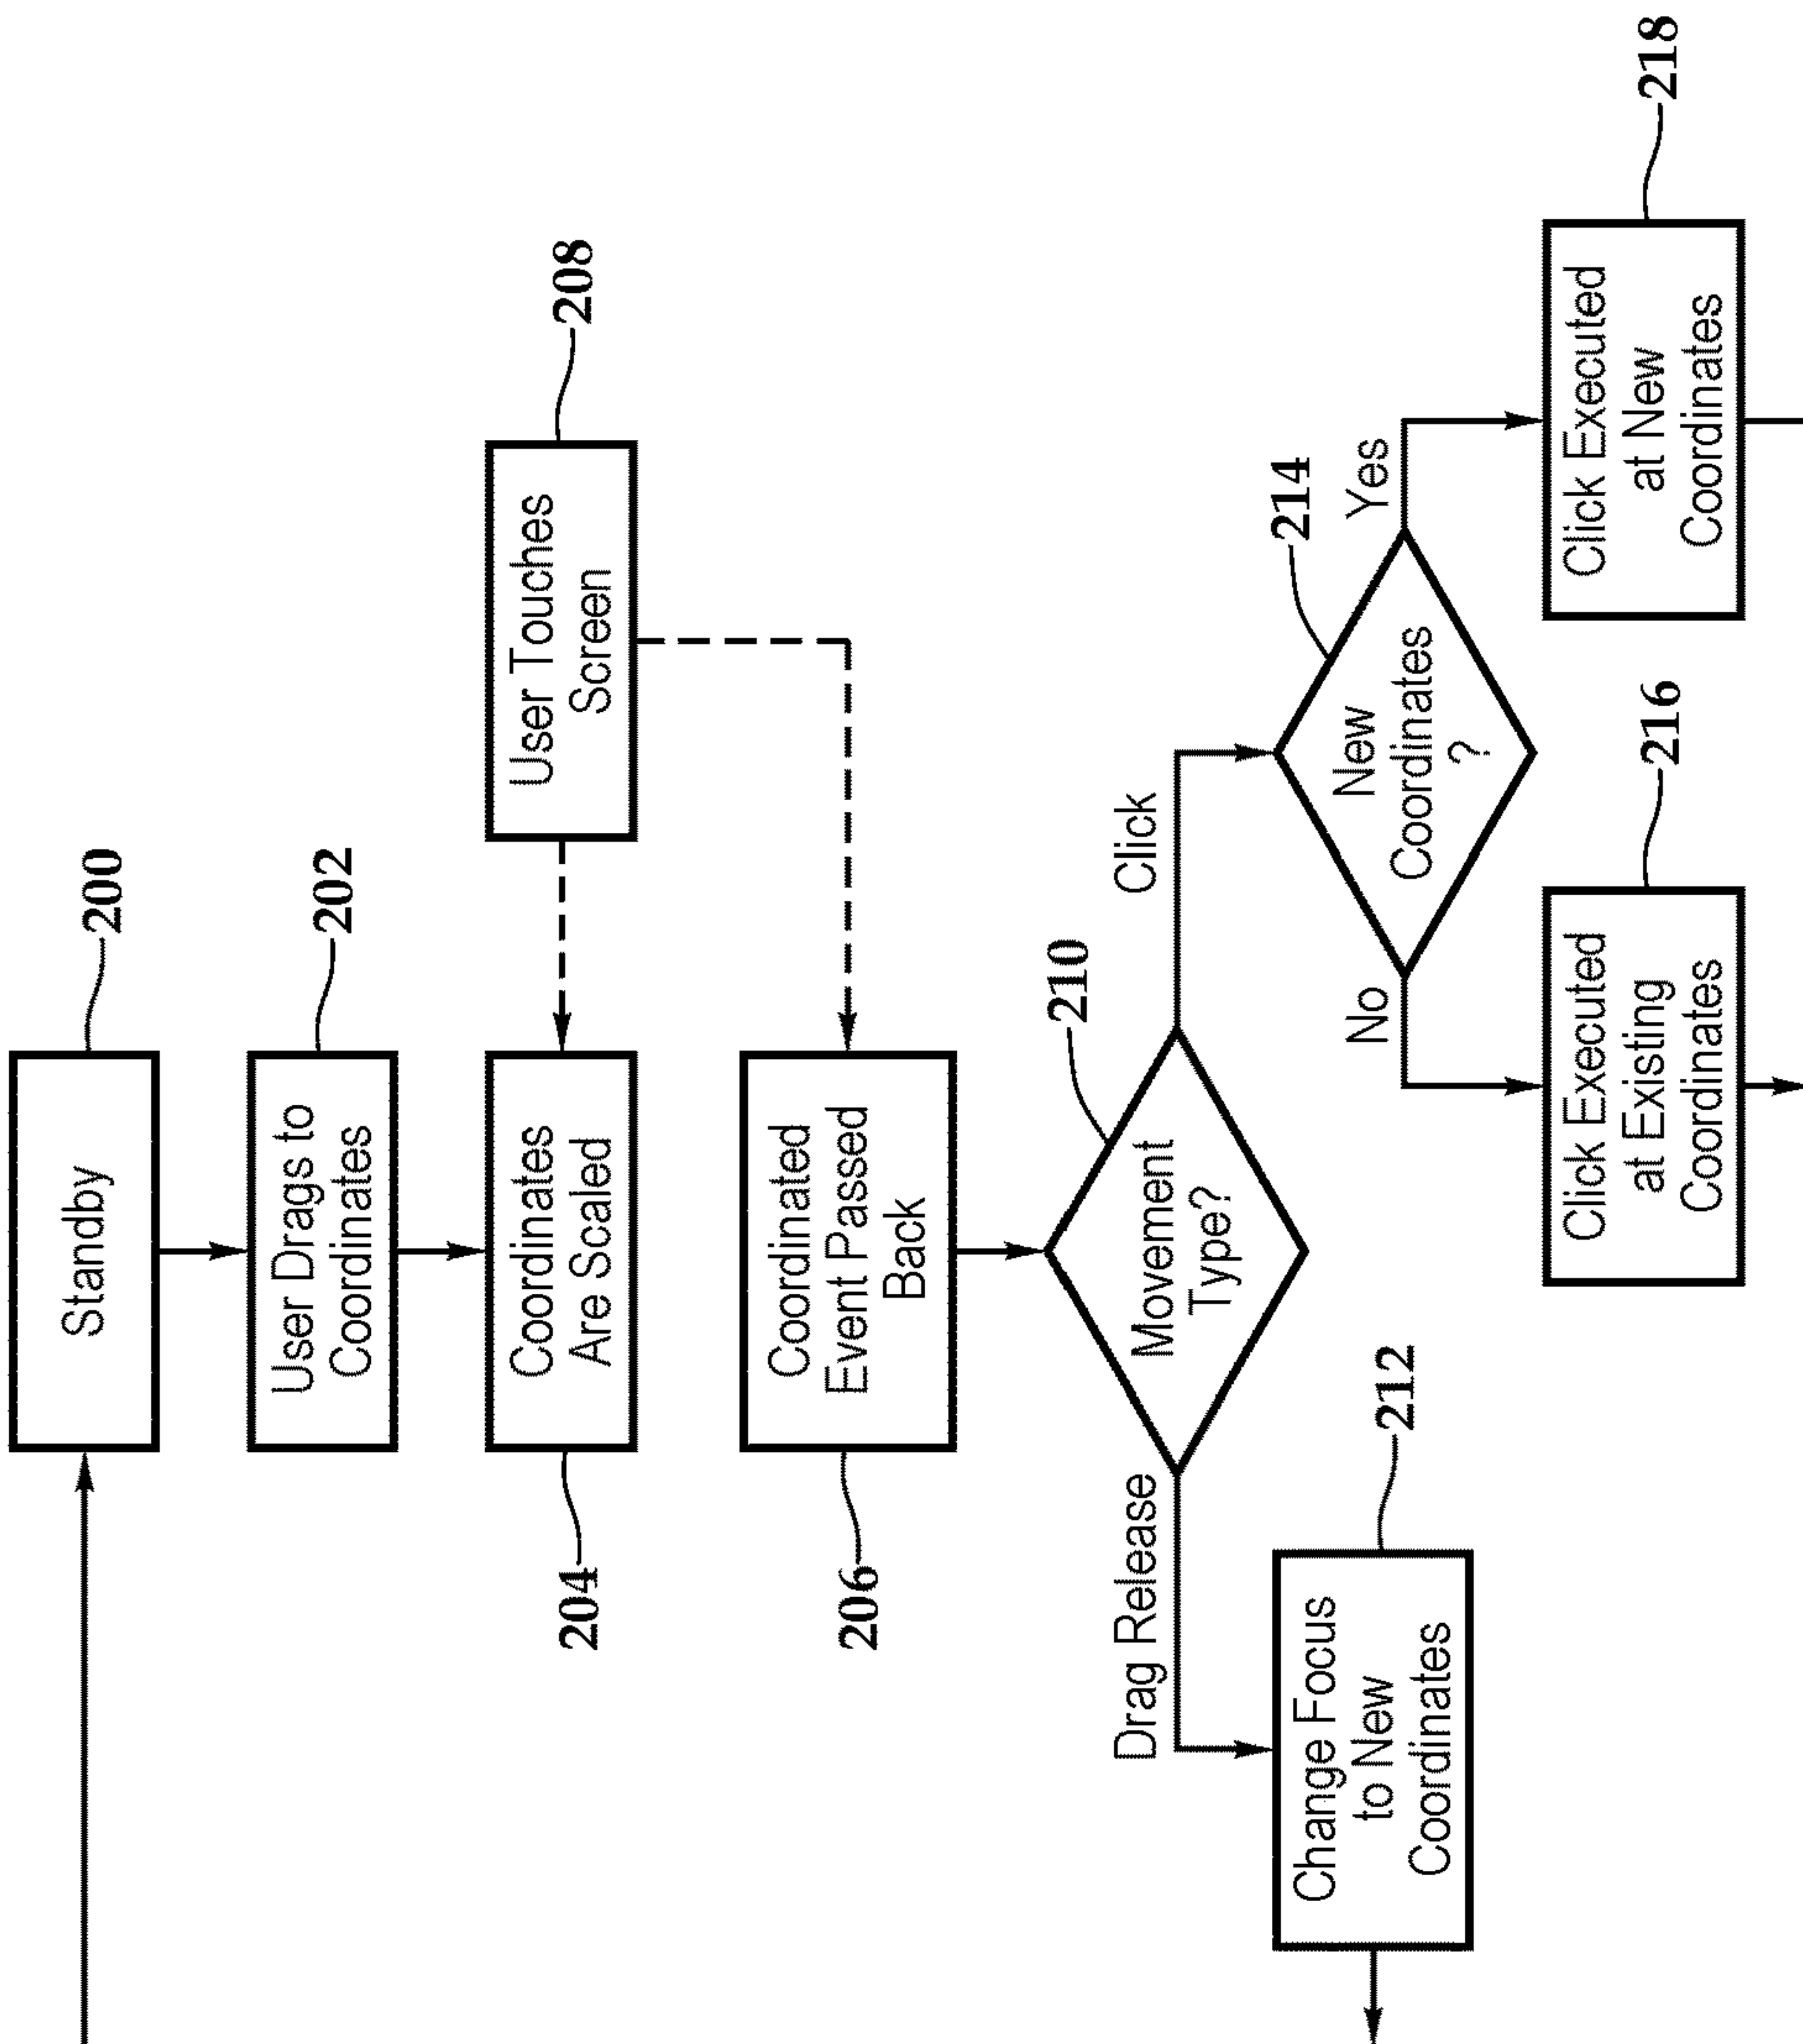 Standby
200
User Drags to
Coordinates
202
Coordinates
Are Scaled
204
User Touches
Screen
208
Coordinated
Event Passed
Back
206
Movement
Type?
210
Drag Release
Click
Change Focus
to New
Coordinates
212
New
Coordinates
?
214
No
Yes
Click Executed
at Existing
Coordinates
216
Click Executed
at New
Coordinates
218